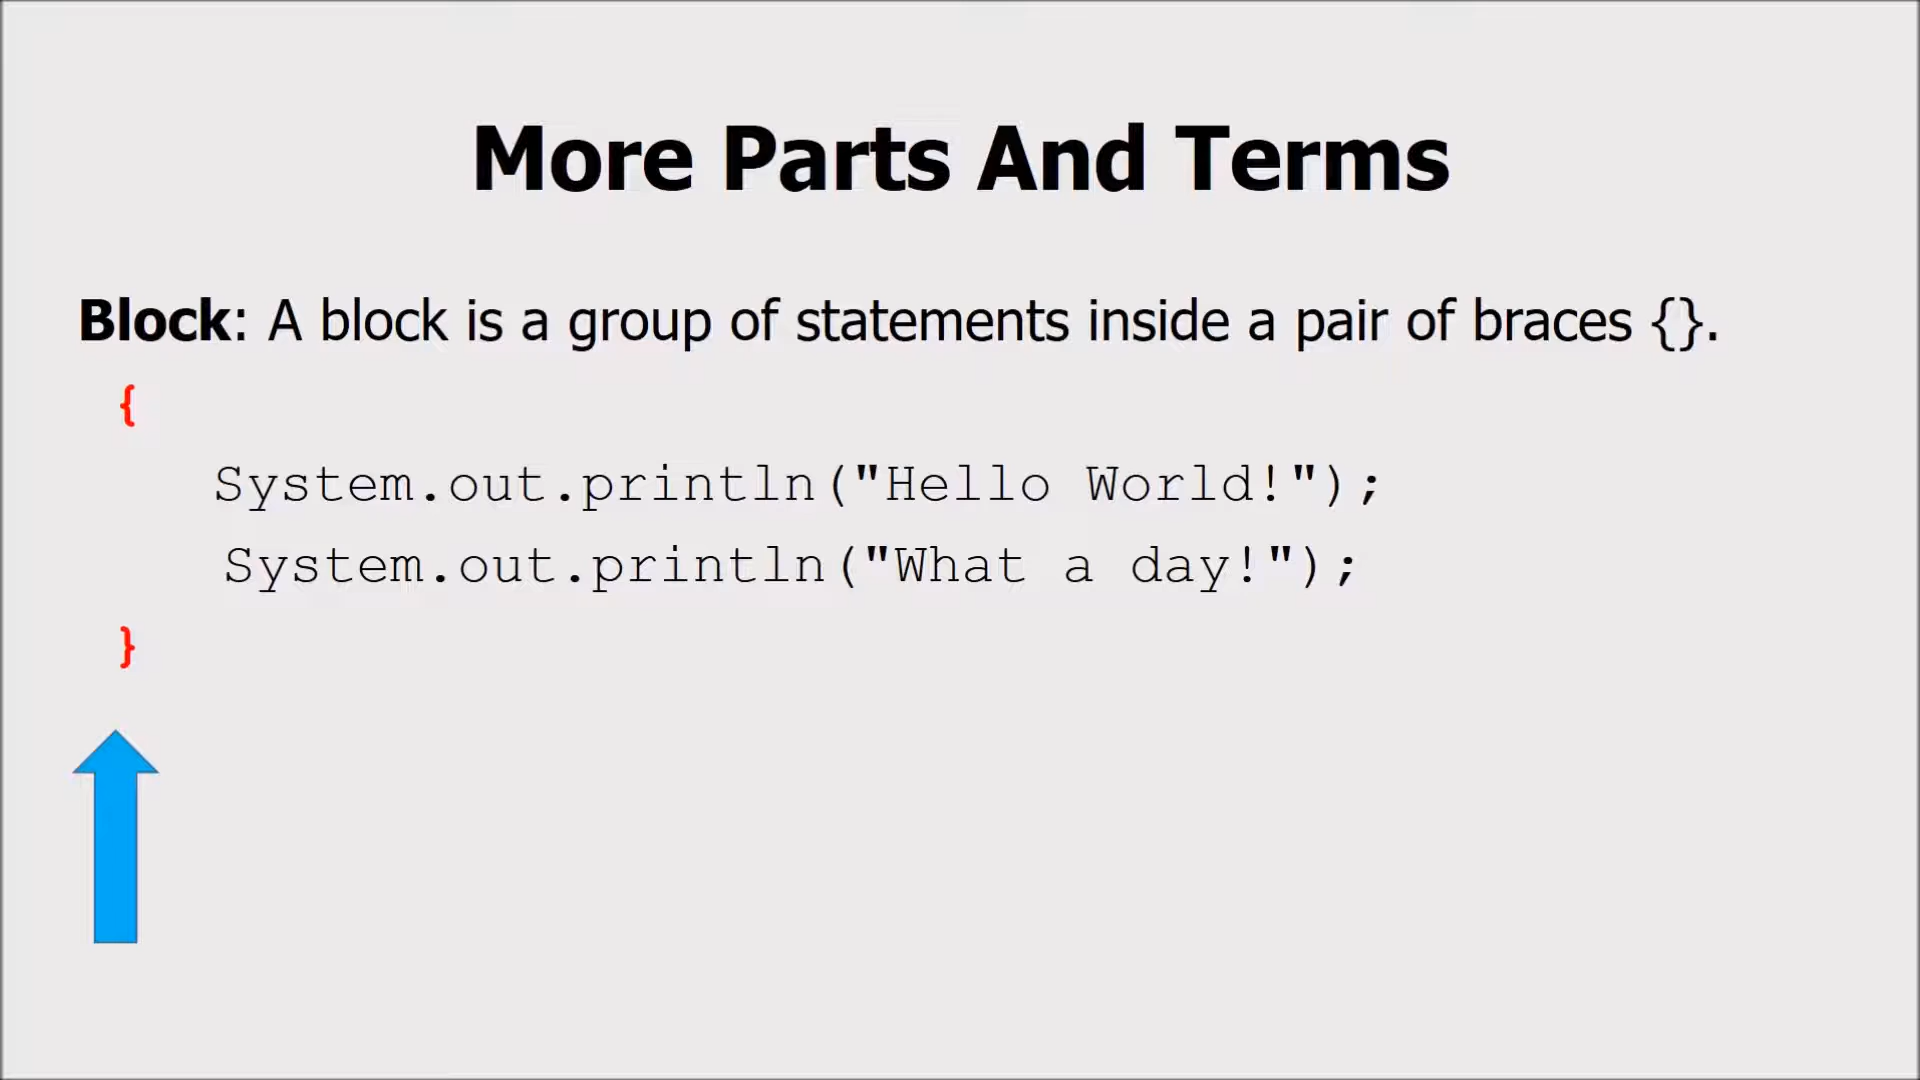 More Parts And Terms
Block: A block is a group of statements inside a pair of braces {}.
{
System.out.println("Hello World!");
System.out.println("What a day!");
}